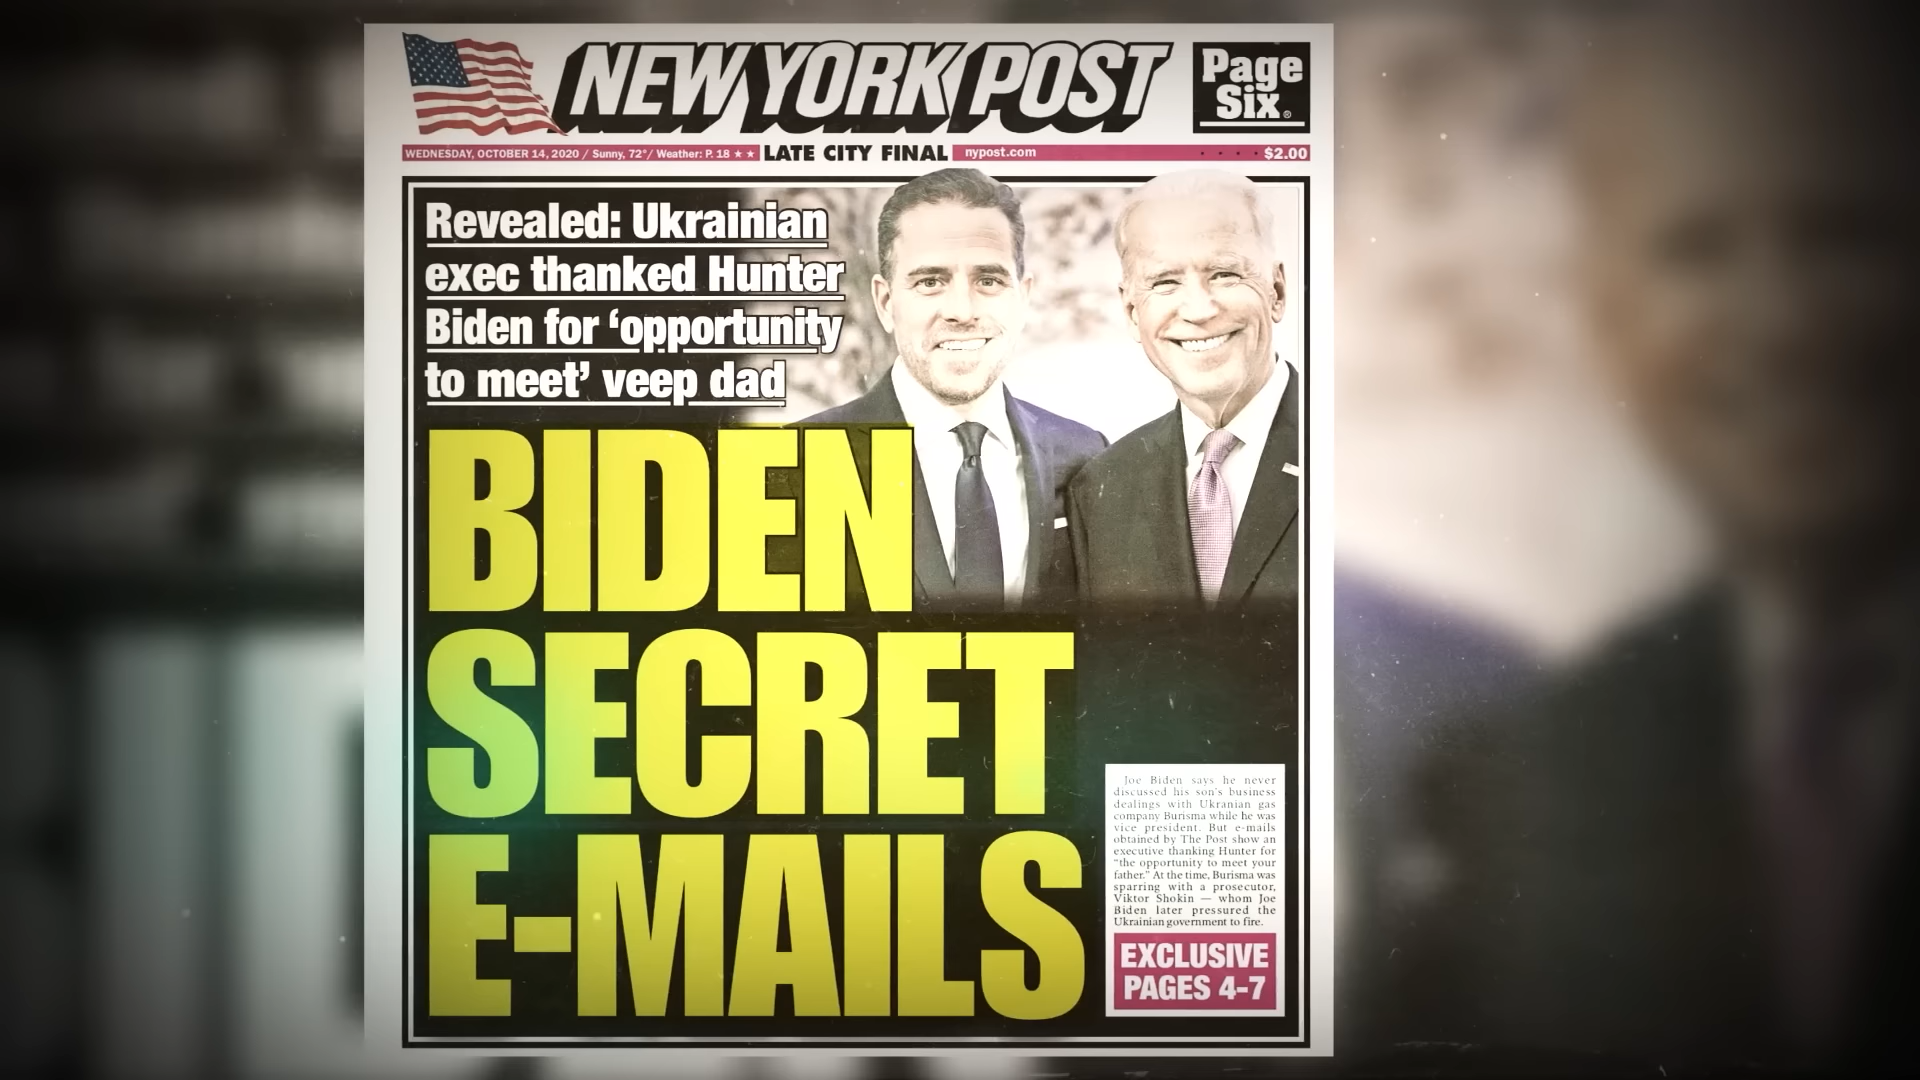 NEW YORK POST
Page
Six®
WEDNESDAY, OCTOBER 14, 2020 / Sunny, 72° / Weather: P. 18 ★ ★
LATE CITY FINAL
nypost.com
$2.00
Revealed: Ukrainian
exec thanked Hunter
Biden for ‘opportunity
to meet’ veep dad
BIDEN
SECRET
E-MAILS
Joe Biden says he never
discussed his son's business
dealings with Ukranian gas
company Burisma while he was
vice president. But e-mails
obtained by The Post show an
executive thanking Hunter for
"the opportunity to meet your
father." At the time, Burisma was
sparring with a prosecutor,
Viktor Shokin — whom Joe
Biden later pressured the
Ukrainian government to fire.
EXCLUSIVE
PAGES 4-7